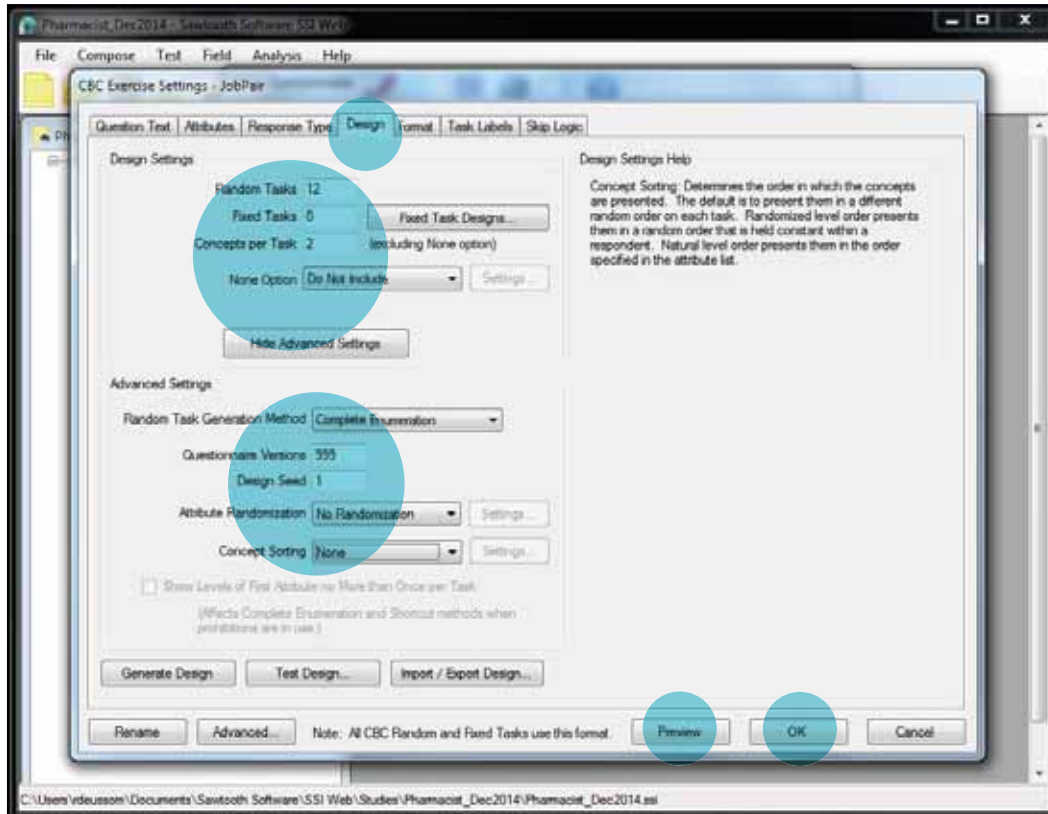 Pharmacist_Dec2014 - Sawtooth Software SSI Web
File Compose Test Field Analysis Help
CBC Exercise Settings - JobPair
Question Text Attributes Response Type Design Format Task Labels Skip Logic
Design Settings
Random Tasks 12
Fixed Tasks 0 Fixed Task Designs...
Concepts per Task 2 (excluding None option)
None Option Do Not Include Settings...
Hide Advanced Settings
Design Settings Help
Concept Sorting: Determines the order in which the concepts
are presented. The default is to present them in a different
random order on each task. Randomized level order presents
them in a random order that is held constant within a
respondent. Natural level order presents them in the order
specified in the attribute list.
Advanced Settings
Random Task Generation Method Complete Enumeration
Questionnaire Versions 555
Design Seed 1
Attribute Randomization No Randomization Settings...
Concept Sorting None Settings...
Show Levels of First Attribute no More than Once per Task
(Affects Complete Enumeration and Shortcut methods when
prohibitions are in use.)
Generate Design Test Design... Import / Export Design...
Rename Advanced... Note: All CBC Random and Fixed Tasks use this format. Preview OK Cancel
C:\Users\rdeussom\Documents\Sawtooth Software\SSI Web\Studies\Pharmacist_Dec2014\Pharmacist_Dec2014.ssi